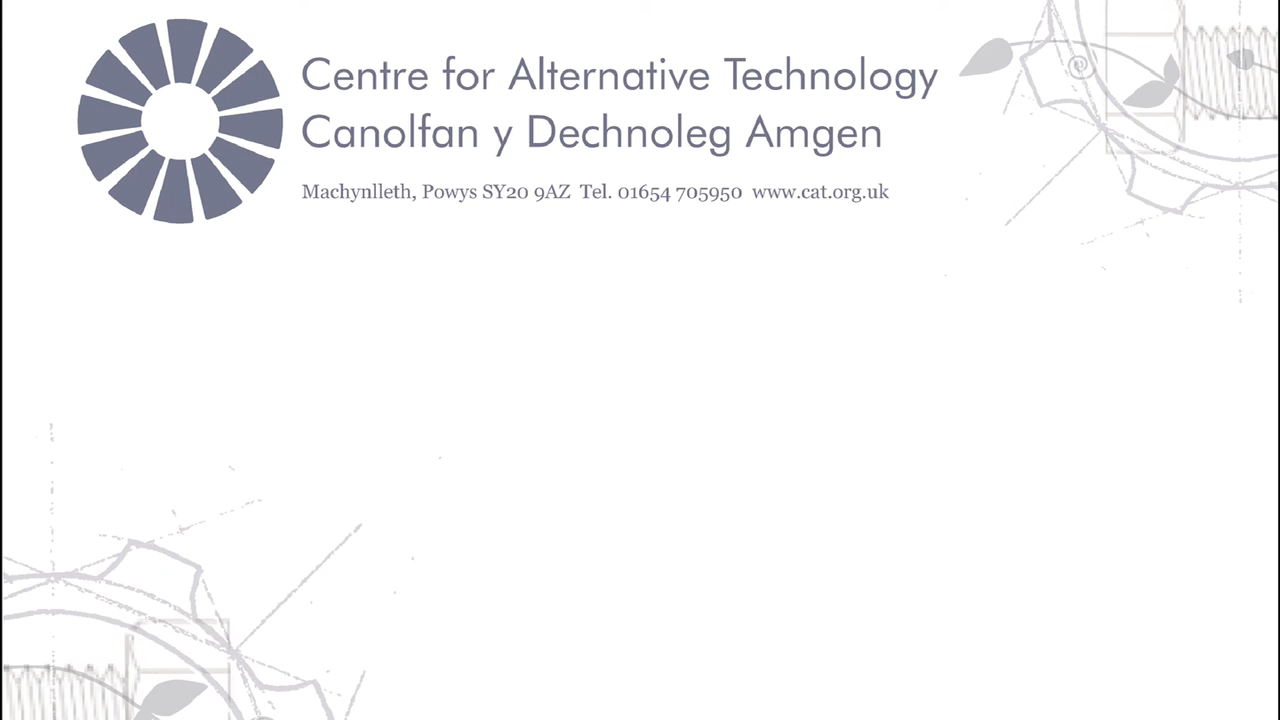 Centre for Alternative Technology
Canolfan y Dechnoleg Amgen
Machynlleth, Powys SY20 9AZ Tel. 01654 705950 www.cat.org.uk